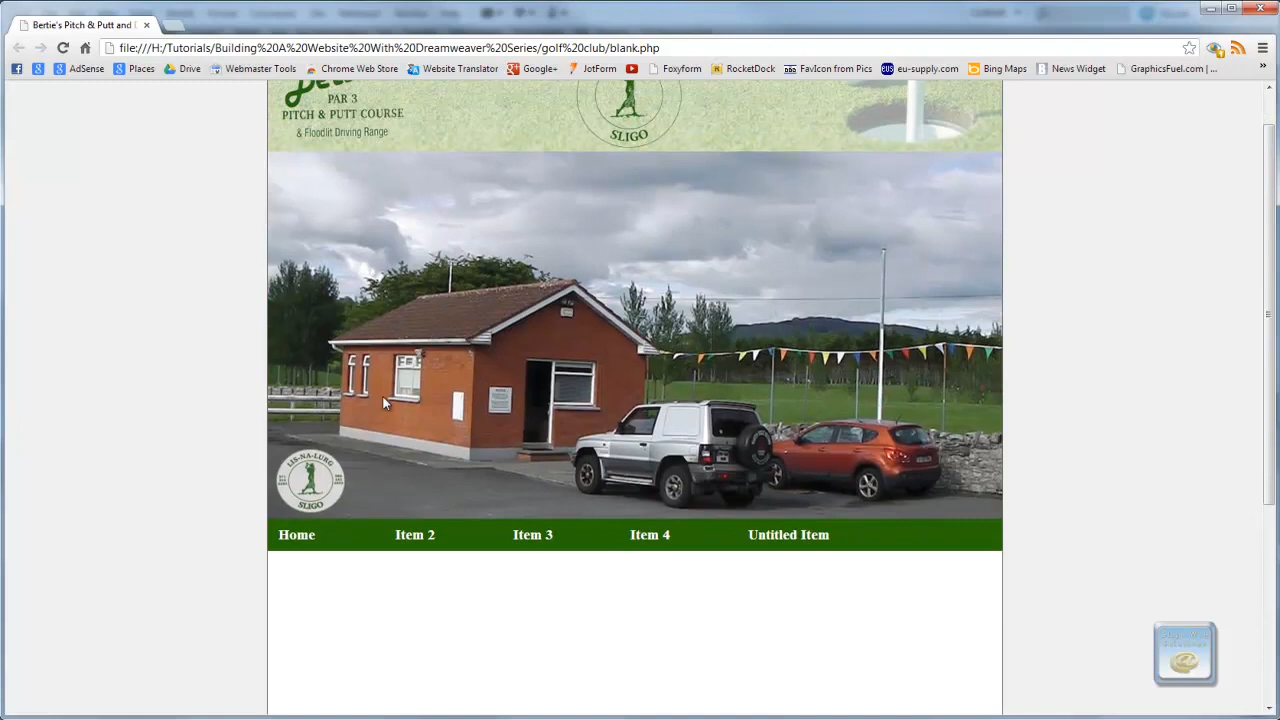 Bertie's Pitch & Putt and
file:///H:/Tutorials/Building%20A%20Website%20With%20Dreamweaver%20Series/golf%20club/blank.php
AdSense Places Drive Webmaster Tools Chrome Web Store Website Translator Google+ JotForm Foxyform RocketDock FavIcon from Pics eu-supply.com Bing Maps News Widget GraphicsFuel.com | ...
PAR 3
PITCH & PUTT COURSE
& Floodlit Driving Range
SLIGO
LIS-NA-LURG
SLIGO
Home Item 2 Item 3 Item 4 Untitled Item